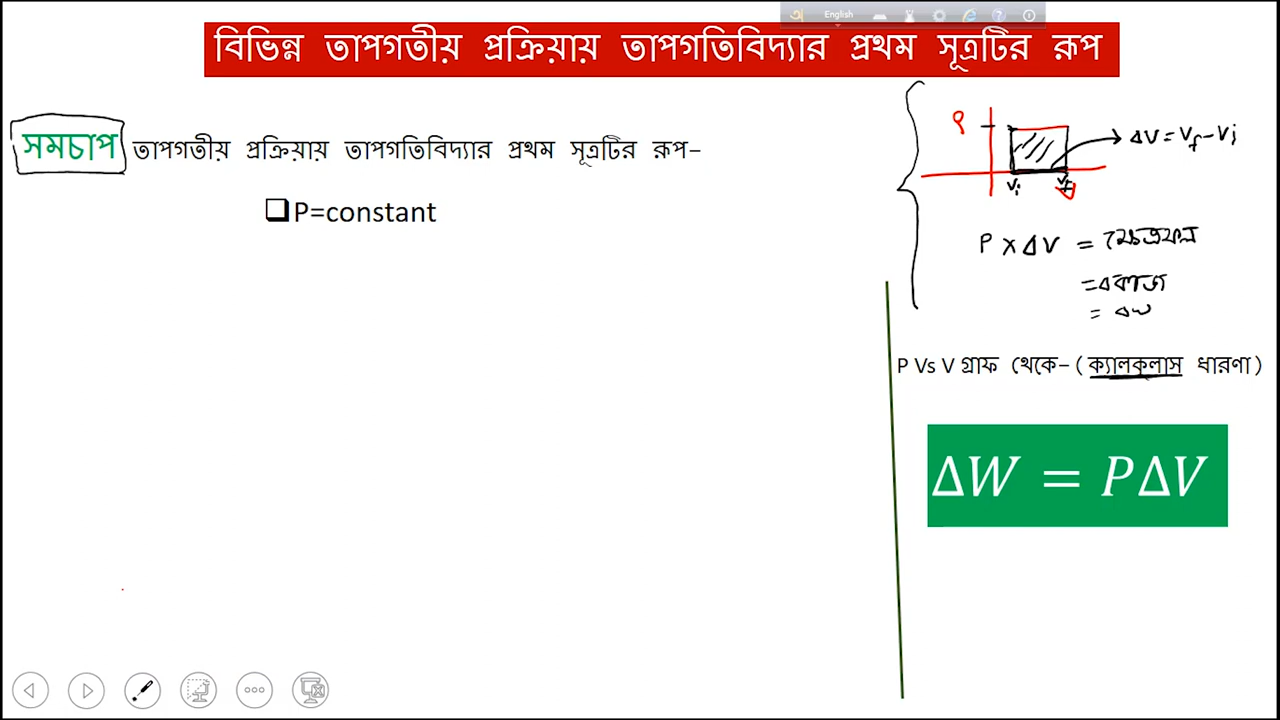 English
বিভিন্ন তাপগতীয় প্রক্রিয়ায় তাপগতিবিদ্যার প্রথম সূত্রটির রূপ
সমচাপ তাপগতীয় প্রক্রিয়ায় তাপগতিবিদ্যার প্রথম সূত্রটির রূপ-
❑P=constant
P
ΔV = Vf - Vi
Vi Vf
V
P × ΔV = ক্ষেত্রফল
= কাজ
= ΔW
P Vs V গ্রাফ থেকে- ( ক্যালকুলাস ধারণা )
ΔW = PΔV